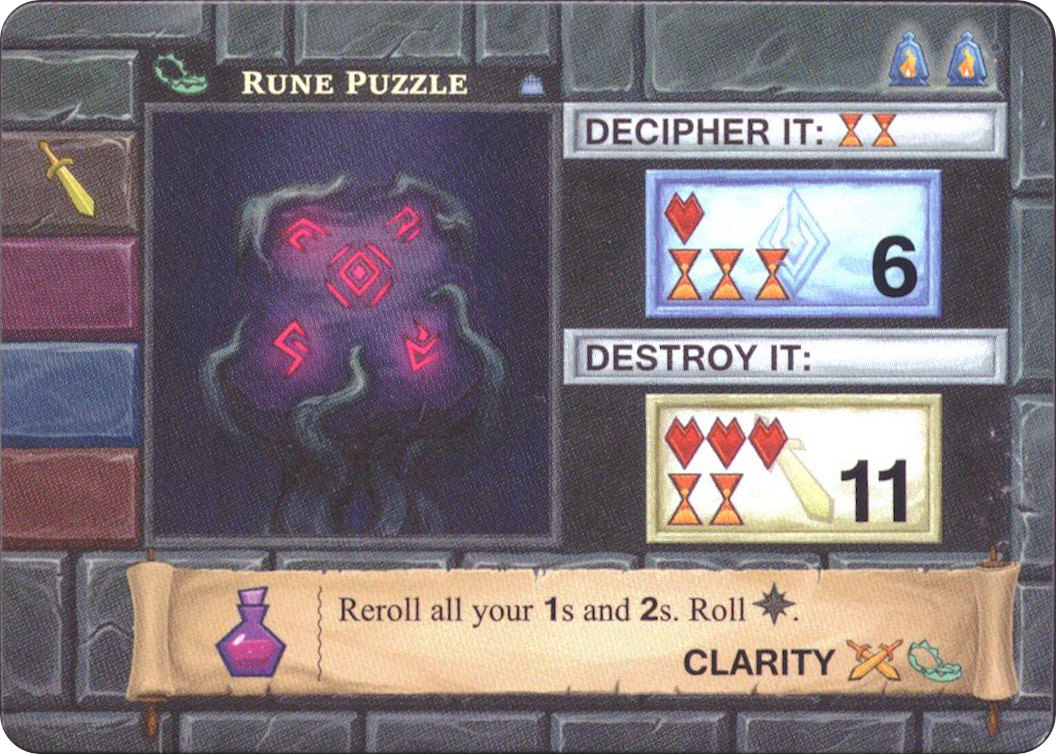 RUNE PUZZLE
DECIPHER IT:
6
DESTROY IT:
11
Reroll all your 1s and 2s. Roll .
CLARITY